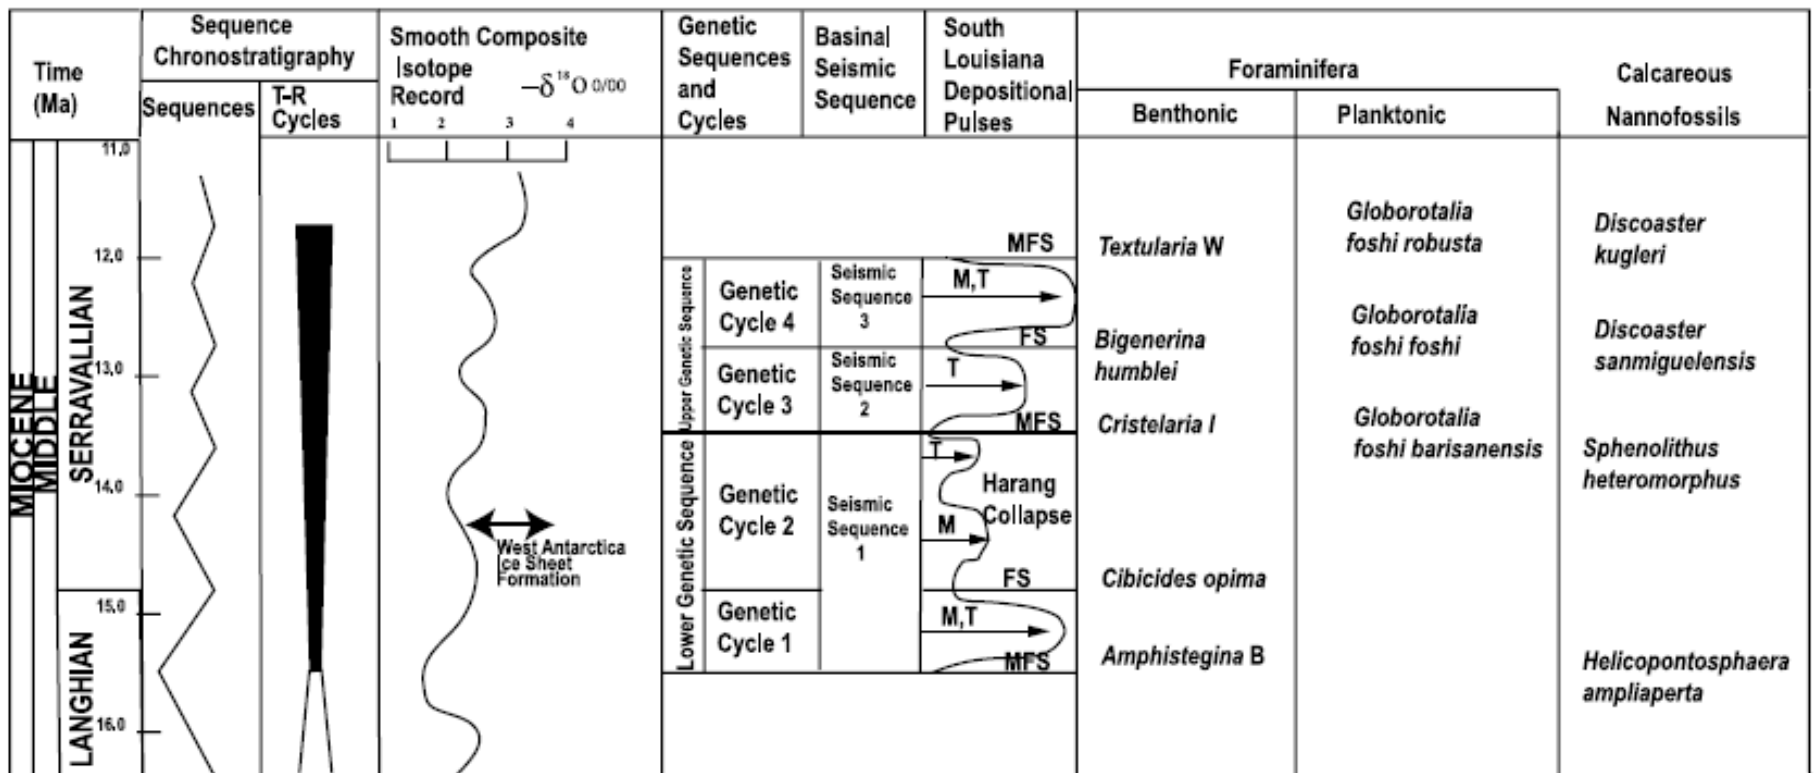 Time
(Ma)
Sequence
Chronostratigraphy
Sequences
T-R
Cycles
Smooth Composite
Isotope
Record
−δ¹⁸O 0/00
1 2 3 4
Genetic
Sequences
and
Cycles
Basinal
Seismic
Sequence
South
Louisiana
Depositional
Pulses
Foraminifera
Benthonic
Planktonic
Calcareous
Nannofossils
MIOCENE
MIDDLE
SERRAVALLIAN
LANGHIAN
11.0
12.0
13.0
14.0
15.0
16.0
West Antarctica
Ice Sheet
Formation
Upper Genetic Sequence
Lower Genetic Sequence
Genetic
Cycle 4
Genetic
Cycle 3
Genetic
Cycle 2
Genetic
Cycle 1
Seismic
Sequence
3
Seismic
Sequence
2
Seismic
Sequence
1
MFS
M,T
FS
T
MFS
T
Harang
Collapse
M
FS
M,T
MFS
Textularia W
Bigenerina
humblei
Cristelaria I
Cibicides opima
Amphistegina B
Globorotalia
foshi robusta
Globorotalia
foshi foshi
Globorotalia
foshi barisanensis
Discoaster
kugleri
Discoaster
sanmiguelensis
Sphenolithus
heteromorphus
Helicopontosphaera
ampliaperta